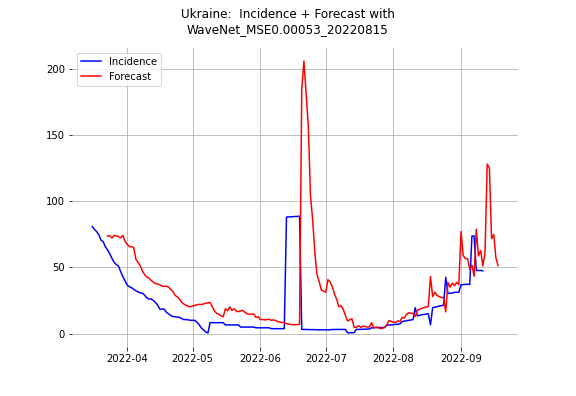 Ukraine:  Incidence + Forecast with
WaveNet_MSE0.00053_20220815
Incidence
Forecast
200
150
100
50
0
2022-04
2022-05
2022-06
2022-07
2022-08
2022-09